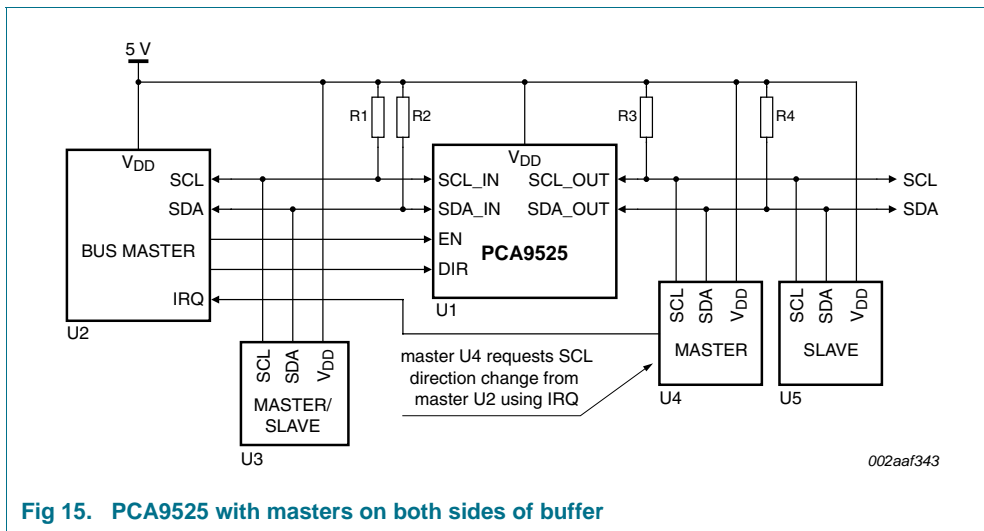 5 V
R1
R2
R3
R4
VDD
SCL
SDA
BUS MASTER
IRQ
U2
VDD
SCL_IN
SCL_OUT
SDA_IN
SDA_OUT
EN
PCA9525
DIR
U1
SCL
SDA
SCL
SDA
VDD
MASTER/
SLAVE
U3
master U4 requests SCL
direction change from
master U2 using IRQ
SCL
SDA
VDD
MASTER
U4
SCL
SDA
VDD
SLAVE
U5
002aaf343
Fig 15. PCA9525 with masters on both sides of buffer